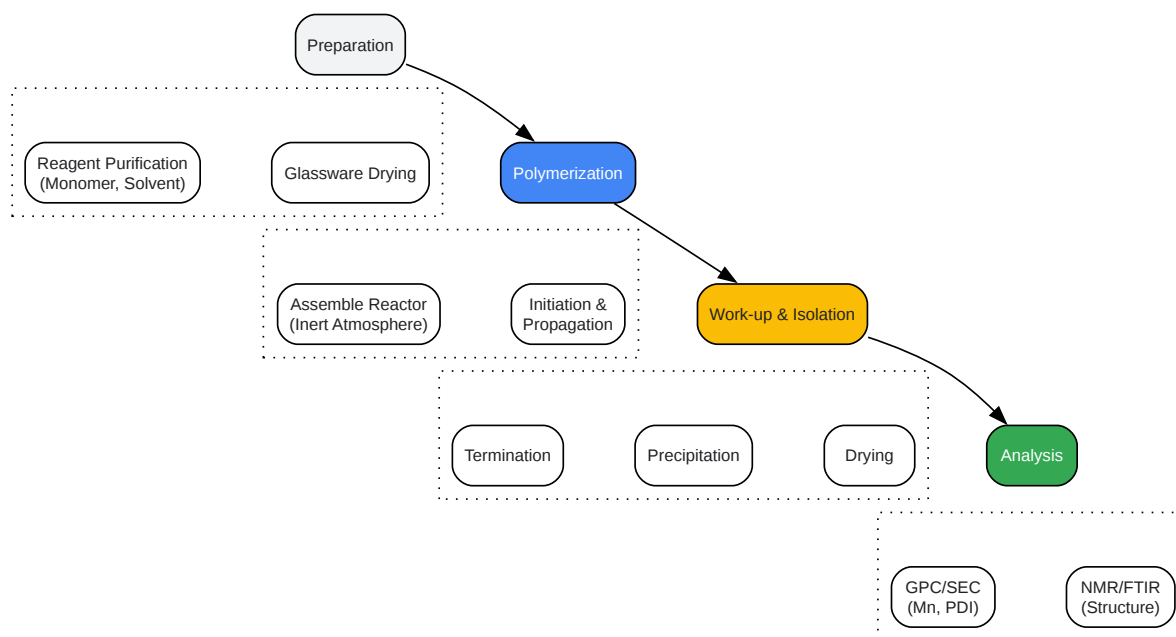 Preparation
Reagent Purification
(Monomer, Solvent)
Glassware Drying
Polymerization
Assemble Reactor
(Inert Atmosphere)
Initiation &
Propagation
Work-up & Isolation
Termination
Precipitation
Drying
Analysis
GPC/SEC
(Mn, PDI)
NMR/FTIR
(Structure)